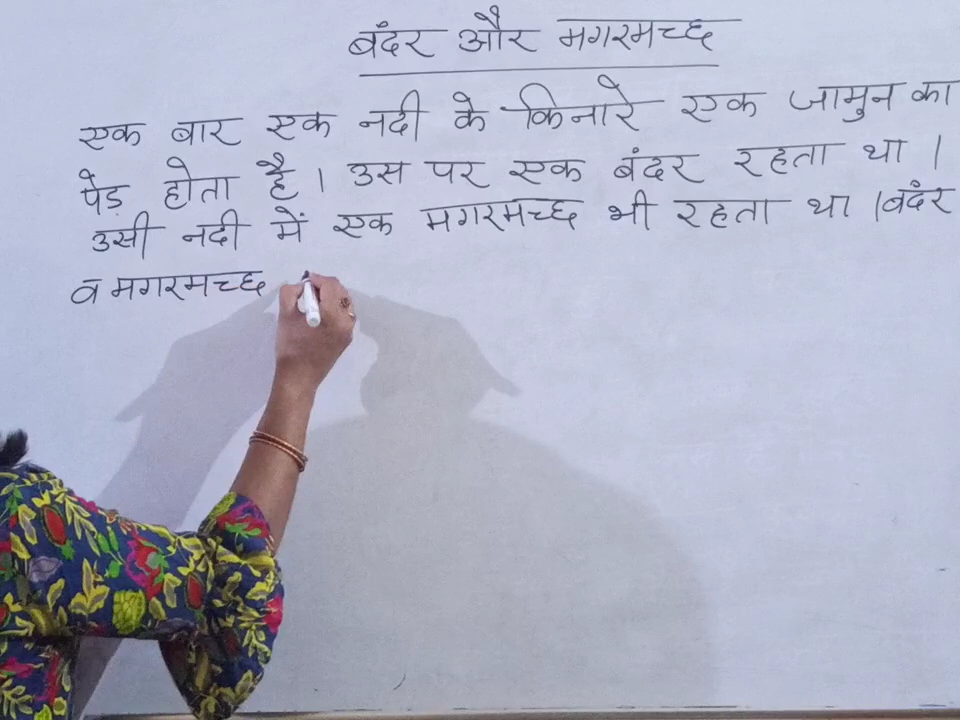 बंदर और मगरमच्छ
एक बार एक नदी के किनारे एक जामुन का
पेड़ होता है। उस पर एक बंदर रहता था।
उसी नदी में एक मगरमच्छ भी रहता था।बंदर
व मगरमच्छ